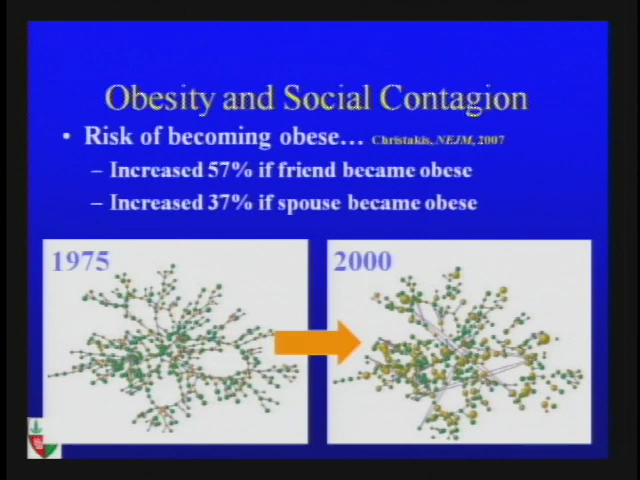 Obesity and Social Contagion
• Risk of becoming obese… Christakis, NEJM, 2007
– Increased 57% if friend became obese
– Increased 37% if spouse became obese
1975
2000